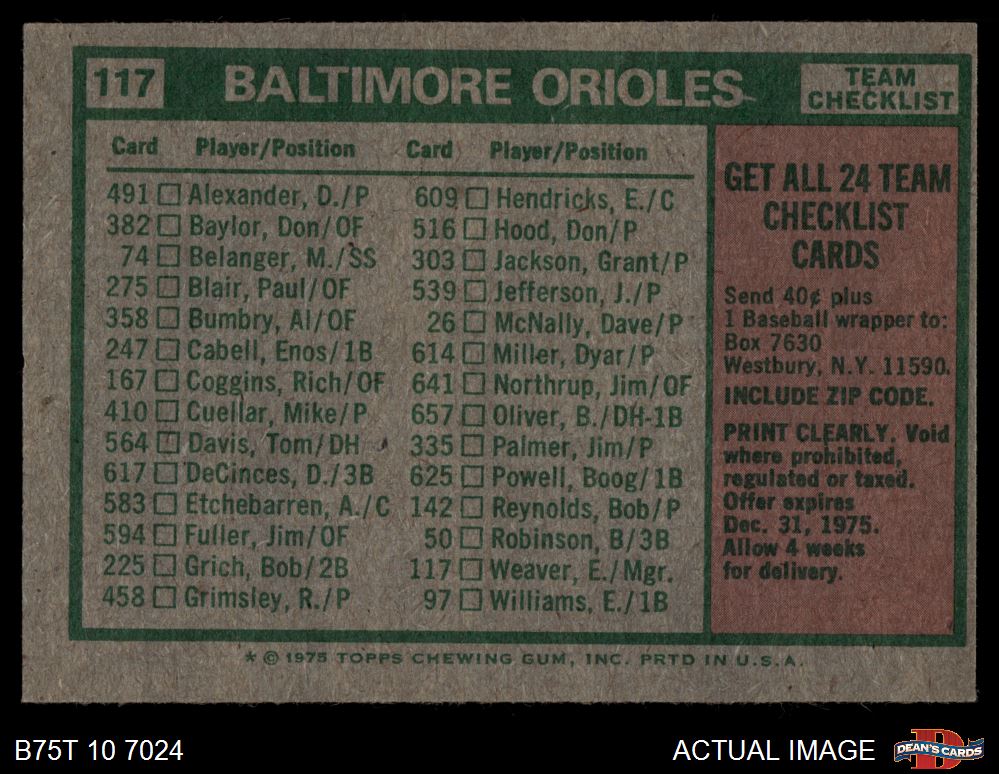 117 BALTIMORE ORIOLES TEAM CHECKLIST
Card Player/Position
491 Alexander, D./P
382 Baylor, Don/OF
74 Belanger, M./SS
275 Blair, Paul/OF
358 Bumbry, Al/OF
247 Cabell, Enos/1B
167 Coggins, Rich/OF
410 Cuellar, Mike/P
564 Davis, Tom/DH
617 DeCinces, D./3B
583 Etchebarren, A./C
594 Fuller, Jim/OF
225 Grich, Bob/2B
458 Grimsley, R./P
Card Player/Position
609 Hendricks, E./C
516 Hood, Don/P
303 Jackson, Grant/P
539 Jefferson, J./P
26 McNally, Dave/P
614 Miller, Dyar/P
641 Northrup, Jim/OF
657 Oliver, B./DH-1B
335 Palmer, Jim/P
625 Powell, Boog/1B
142 Reynolds, Bob/P
50 Robinson, B/3B
117 Weaver, E./Mgr.
97 Williams, E./1B
GET ALL 24 TEAM
CHECKLIST
CARDS
Send 40¢ plus
1 Baseball wrapper to:
Box 7630
Westbury, N.Y. 11590.
INCLUDE ZIP CODE.
PRINT CLEARLY. Void
where prohibited,
regulated or taxed.
Offer expires
Dec. 31, 1975.
Allow 4 weeks
for delivery.
* © 1975 TOPPS CHEWING GUM, INC. PRTD IN U.S.A.
B75T 10 7024
ACTUAL IMAGE
DEAN'S CARDS